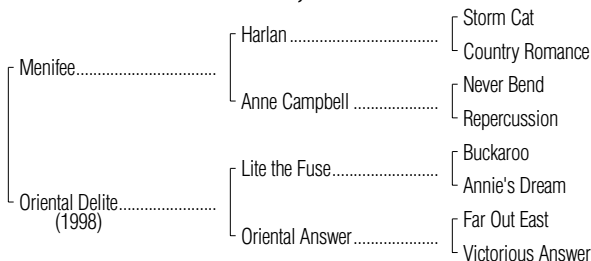 Storm Cat
Harlan
Country Romance
Menifee
Never Bend
Anne Campbell
Repercussion
Buckaroo
Lite the Fuse
Annie's Dream
Oriental Delite
(1998)
Far Out East
Oriental Answer
Victorious Answer